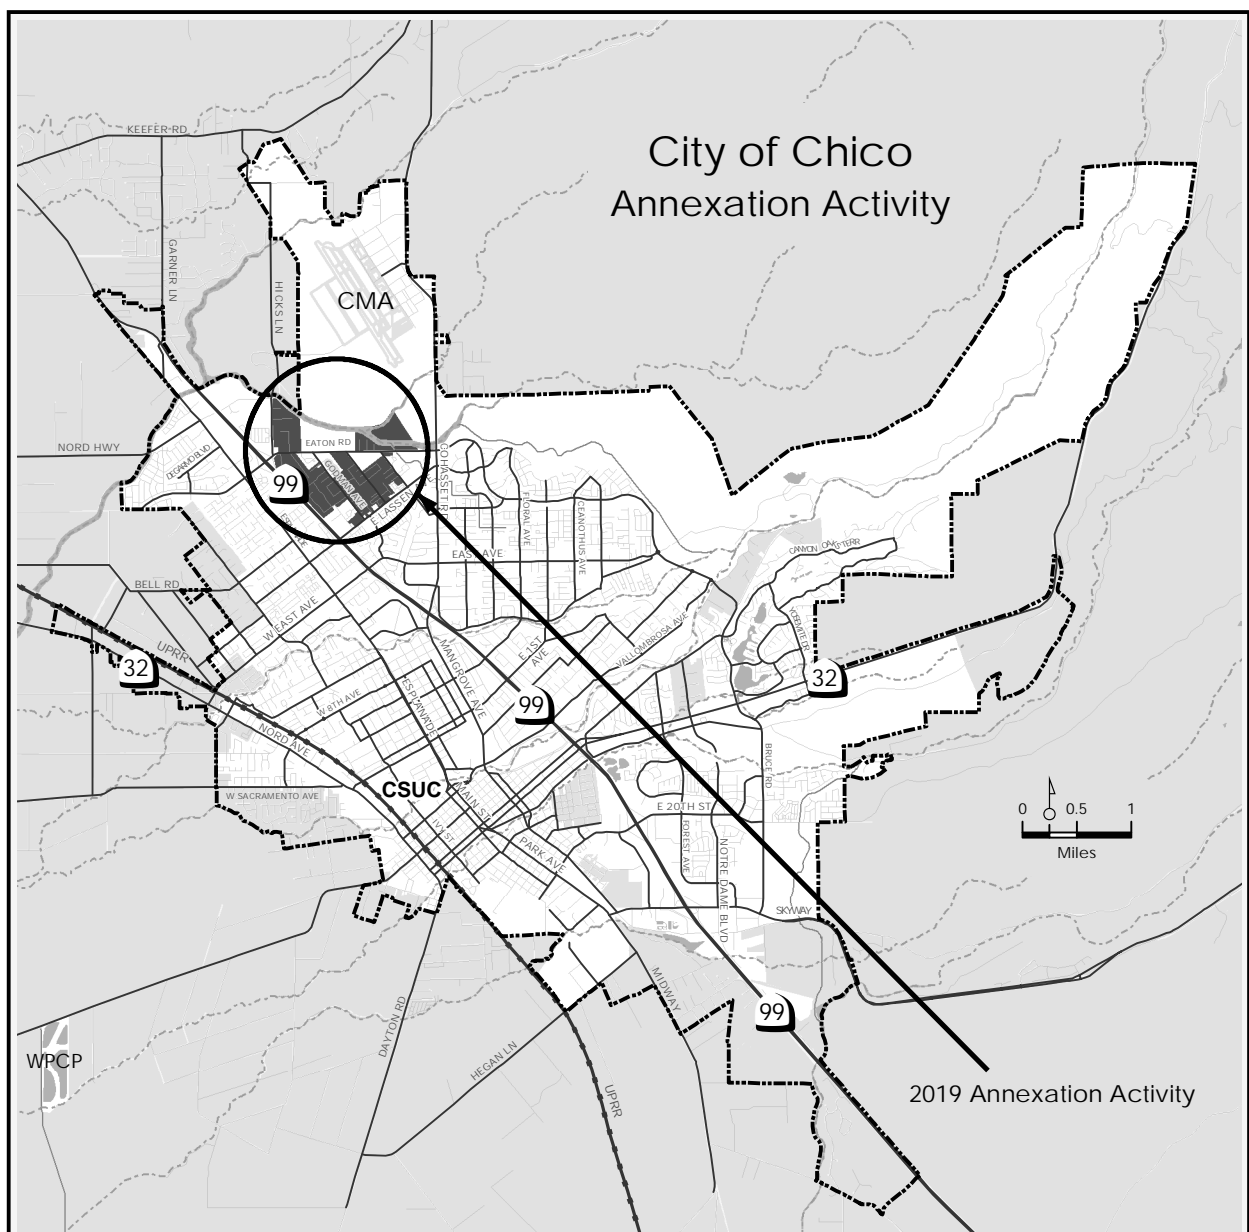 City of Chico
Annexation Activity
KEEFER RD
GARNER LN
HICKS LN
CMA
NORD HWY
DEGARMO BLVD
EATON RD
GODMAN AVE
COHASSET R
99
E LASSEN
FLORAL AVE
CEANOTHUS AVE
EAST AVE
CANYON OAKS TERR
BELL RD
W EAST AVE
YOSEMITE DR
UPRR
32
E 1ST
AVE
VALLOMBROSA AVE
MANGROVE AVE
32
W 8TH AVE
ESPLANADE
99
NORD AVE
BRUCE RD
CSUC
W SACRAMENTO AVE
MAIN ST
IVY ST
E 20TH ST
0 0.5 1
Miles
PARK AVE
FOREST AVE
NOTRE DAME BLVD
SKYWAY
MIDWAY
99
DAYTON RD
HEGAN LN
WPCP
UPRR
2019 Annexation Activity